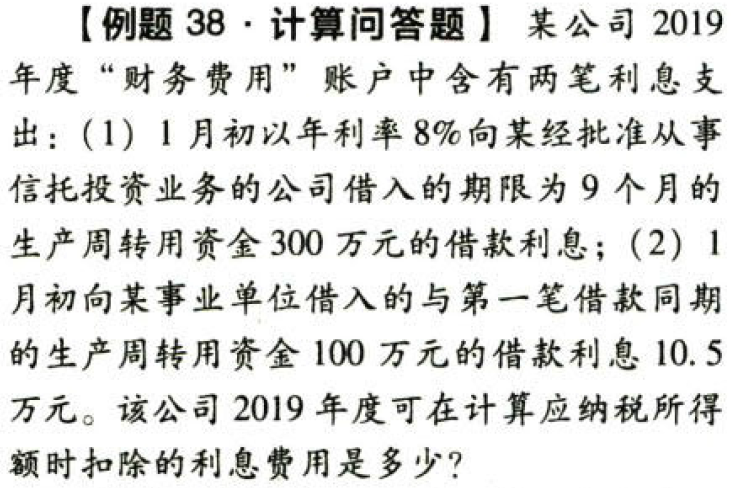 【例题 38·计算问答题】 某公司 2019
年度“财务费用”账户中含有两笔利息支
出：（1）1 月初以年利率 8%向某经批准从事
信托投资业务的公司借入的期限为 9 个月的
生产周转用资金 300 万元的借款利息；（2）1
月初向某事业单位借入的与第一笔借款同期
的生产周转用资金 100 万元的借款利息 10.5
万元。该公司 2019 年度可在计算应纳税所得
额时扣除的利息费用是多少？